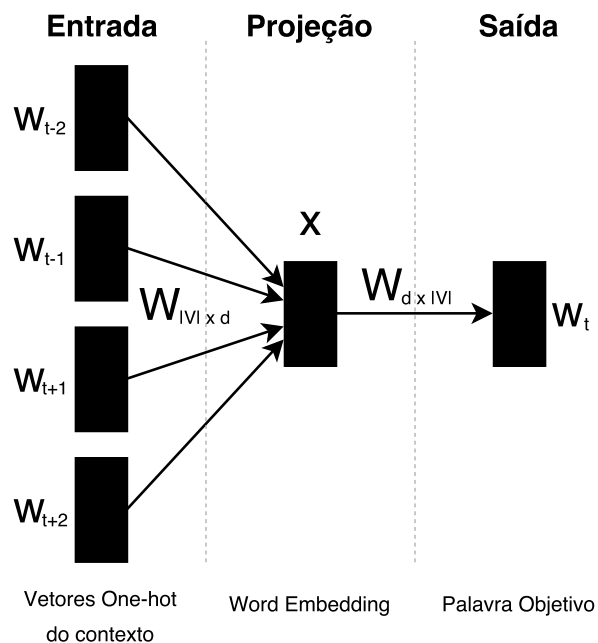 Entrada Projeção Saída
w t-2
w t-1
x
W |V| x d
W d x |V|
w t
w t+1
w t+2
Vetores One-hot
do contexto
Word Embedding
Palavra Objetivo